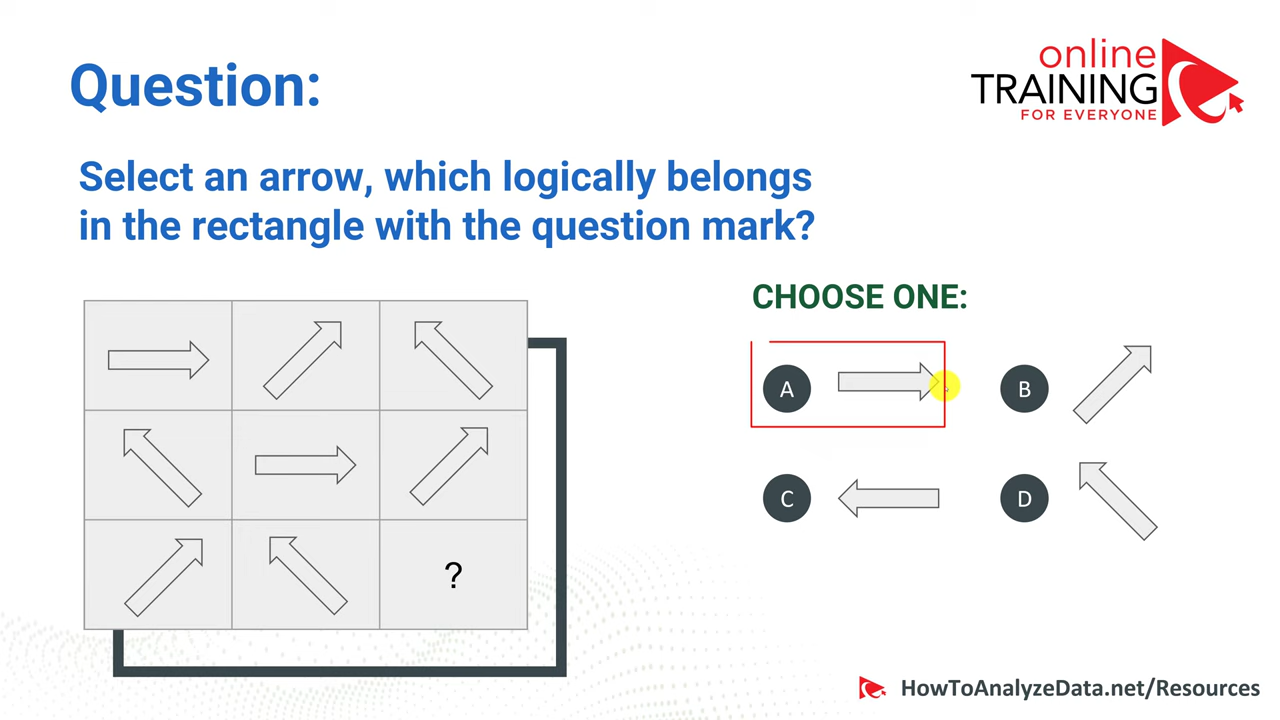 Question:
online
TRAINING
FOR EVERYONE
Select an arrow, which logically belongs
in the rectangle with the question mark?
CHOOSE ONE:
A
B
C
D
?
HowToAnalyzeData.net/Resources